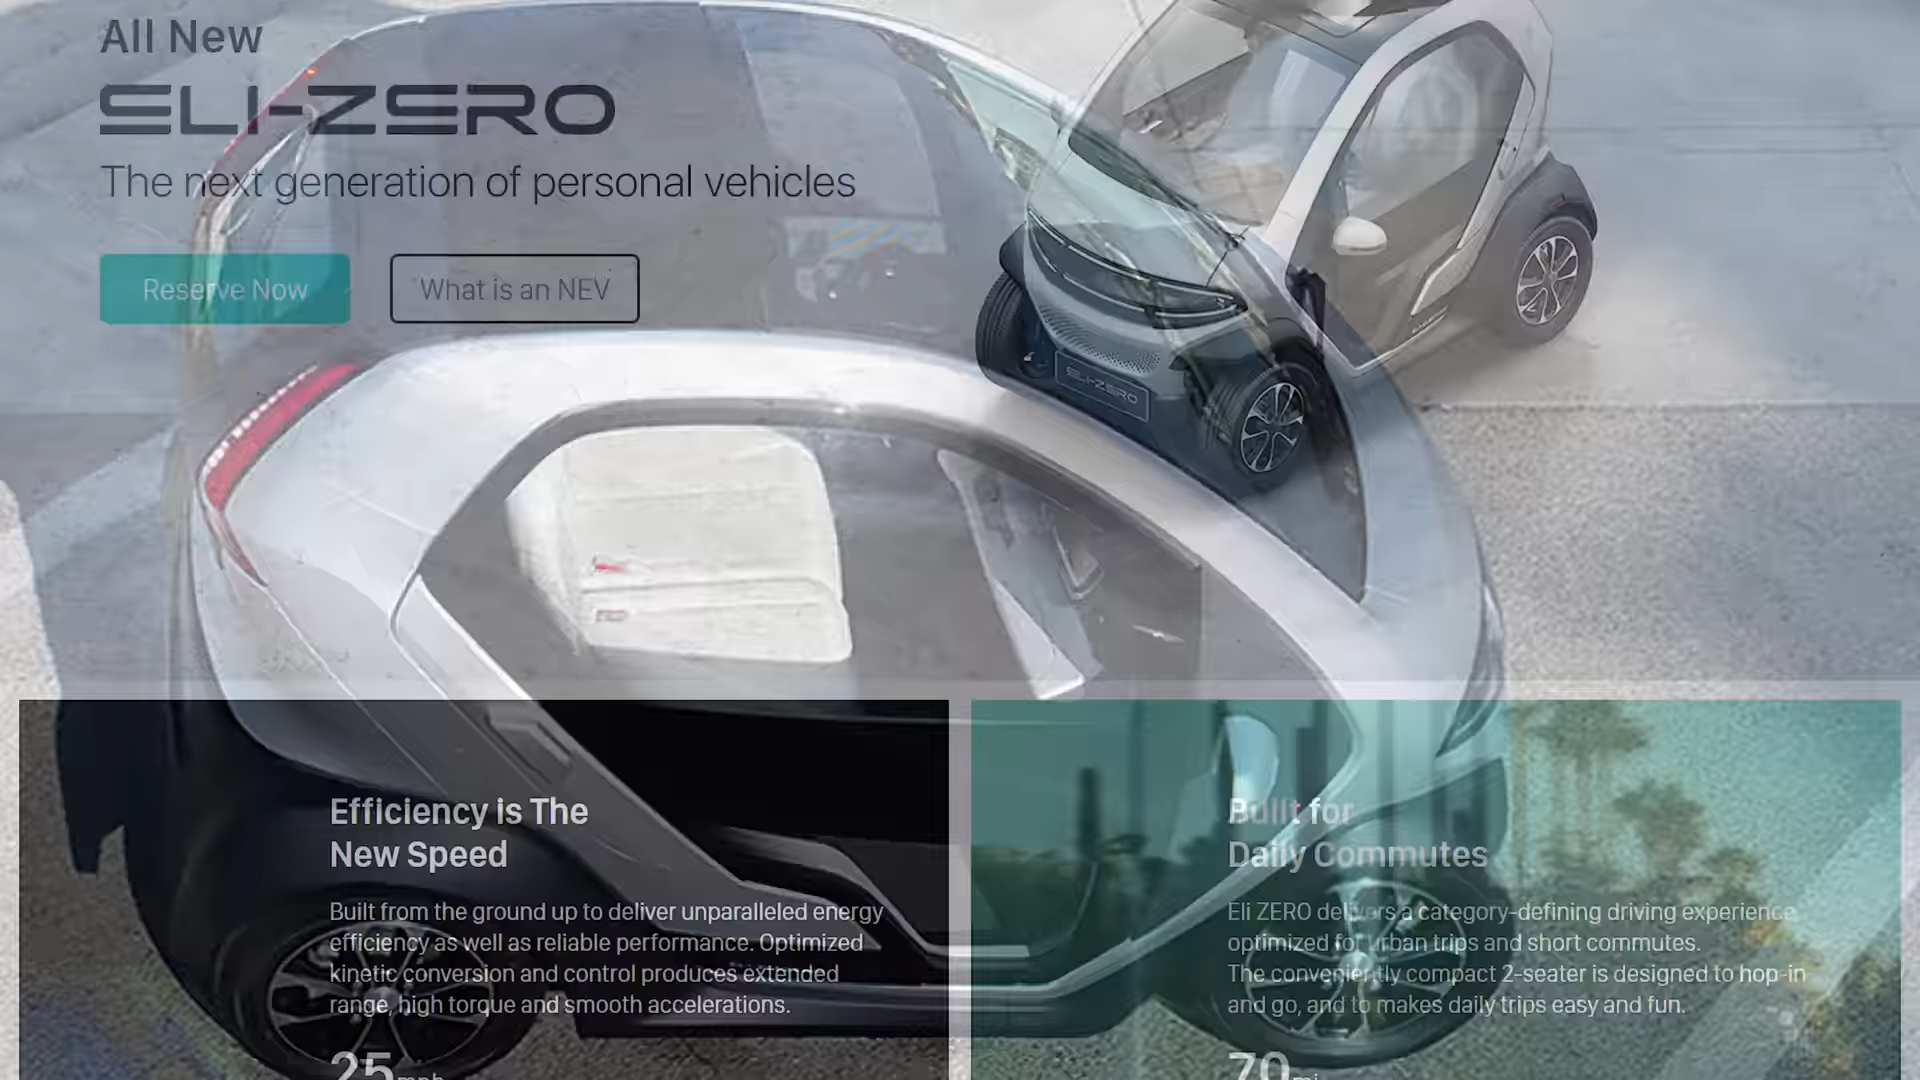 All New
ELI-ZERO
The next generation of personal vehicles
Reserve Now
What is an NEV
ELI-ZERO
Efficiency is The
New Speed
Built from the ground up to deliver unparalleled energy
efficiency as well as reliable performance. Optimized
kinetic conversion and control produces extended
range, high torque and smooth accelerations.
25 mph
Built for
Daily Commutes
Eli ZERO delivers a category-defining driving experience
optimized for urban trips and short commutes.
The conveniently compact 2-seater is designed to hop-in
and go, and to makes daily trips easy and fun.
70 mi